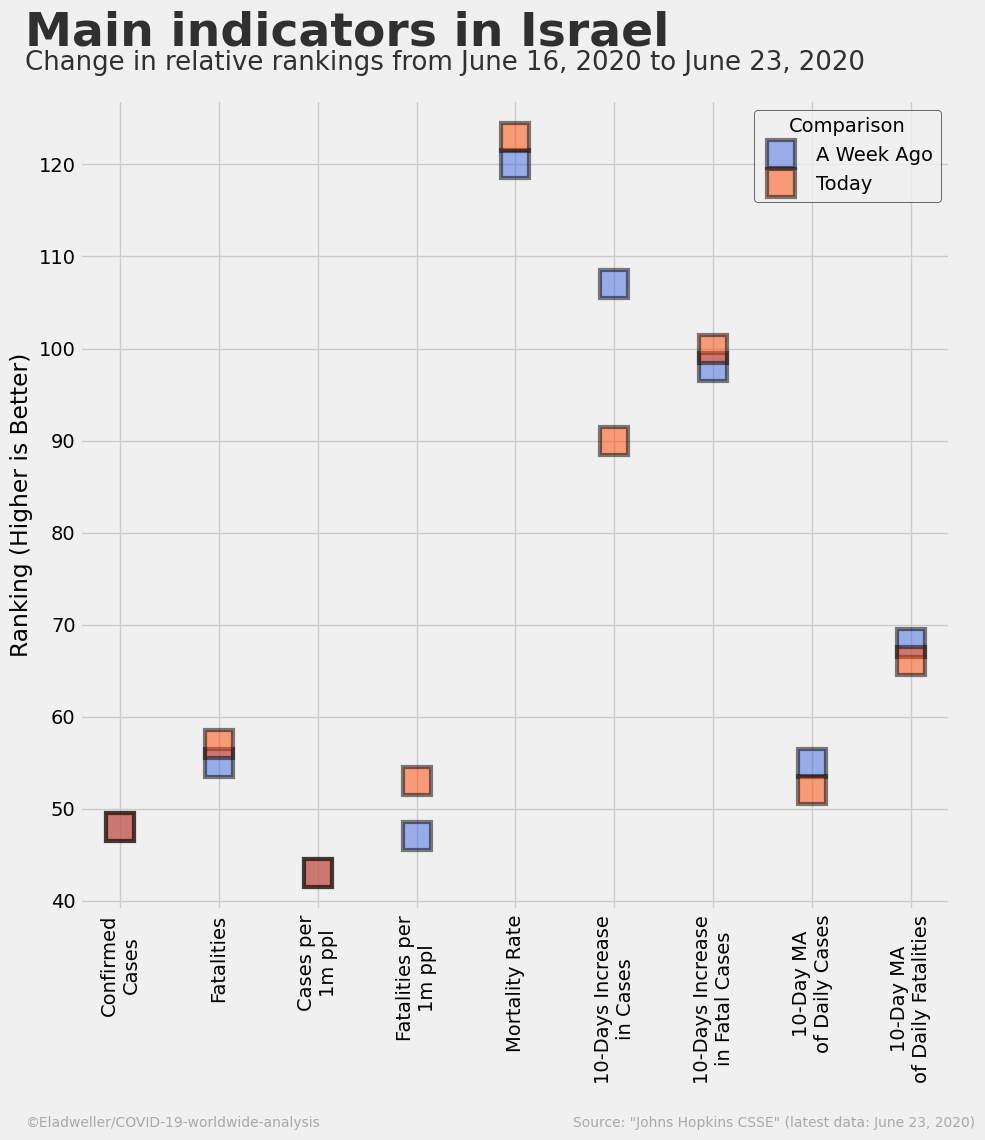 Main indicators in Israel
Change in relative rankings from June 16, 2020 to June 23, 2020
Comparison
A Week Ago
Today
Ranking (Higher is Better)
120
110
100
90
80
70
60
50
40
Confirmed
Cases
Fatalities
Cases per
1m ppl
Fatalities per
1m ppl
Mortality Rate
10-Days Increase
in Cases
10-Days Increase
in Fatal Cases
10-Day MA
of Daily Cases
10-Day MA
of Daily Fatalities
©Eladweller/COVID-19-worldwide-analysis
Source: "Johns Hopkins CSSE" (latest data: June 23, 2020)